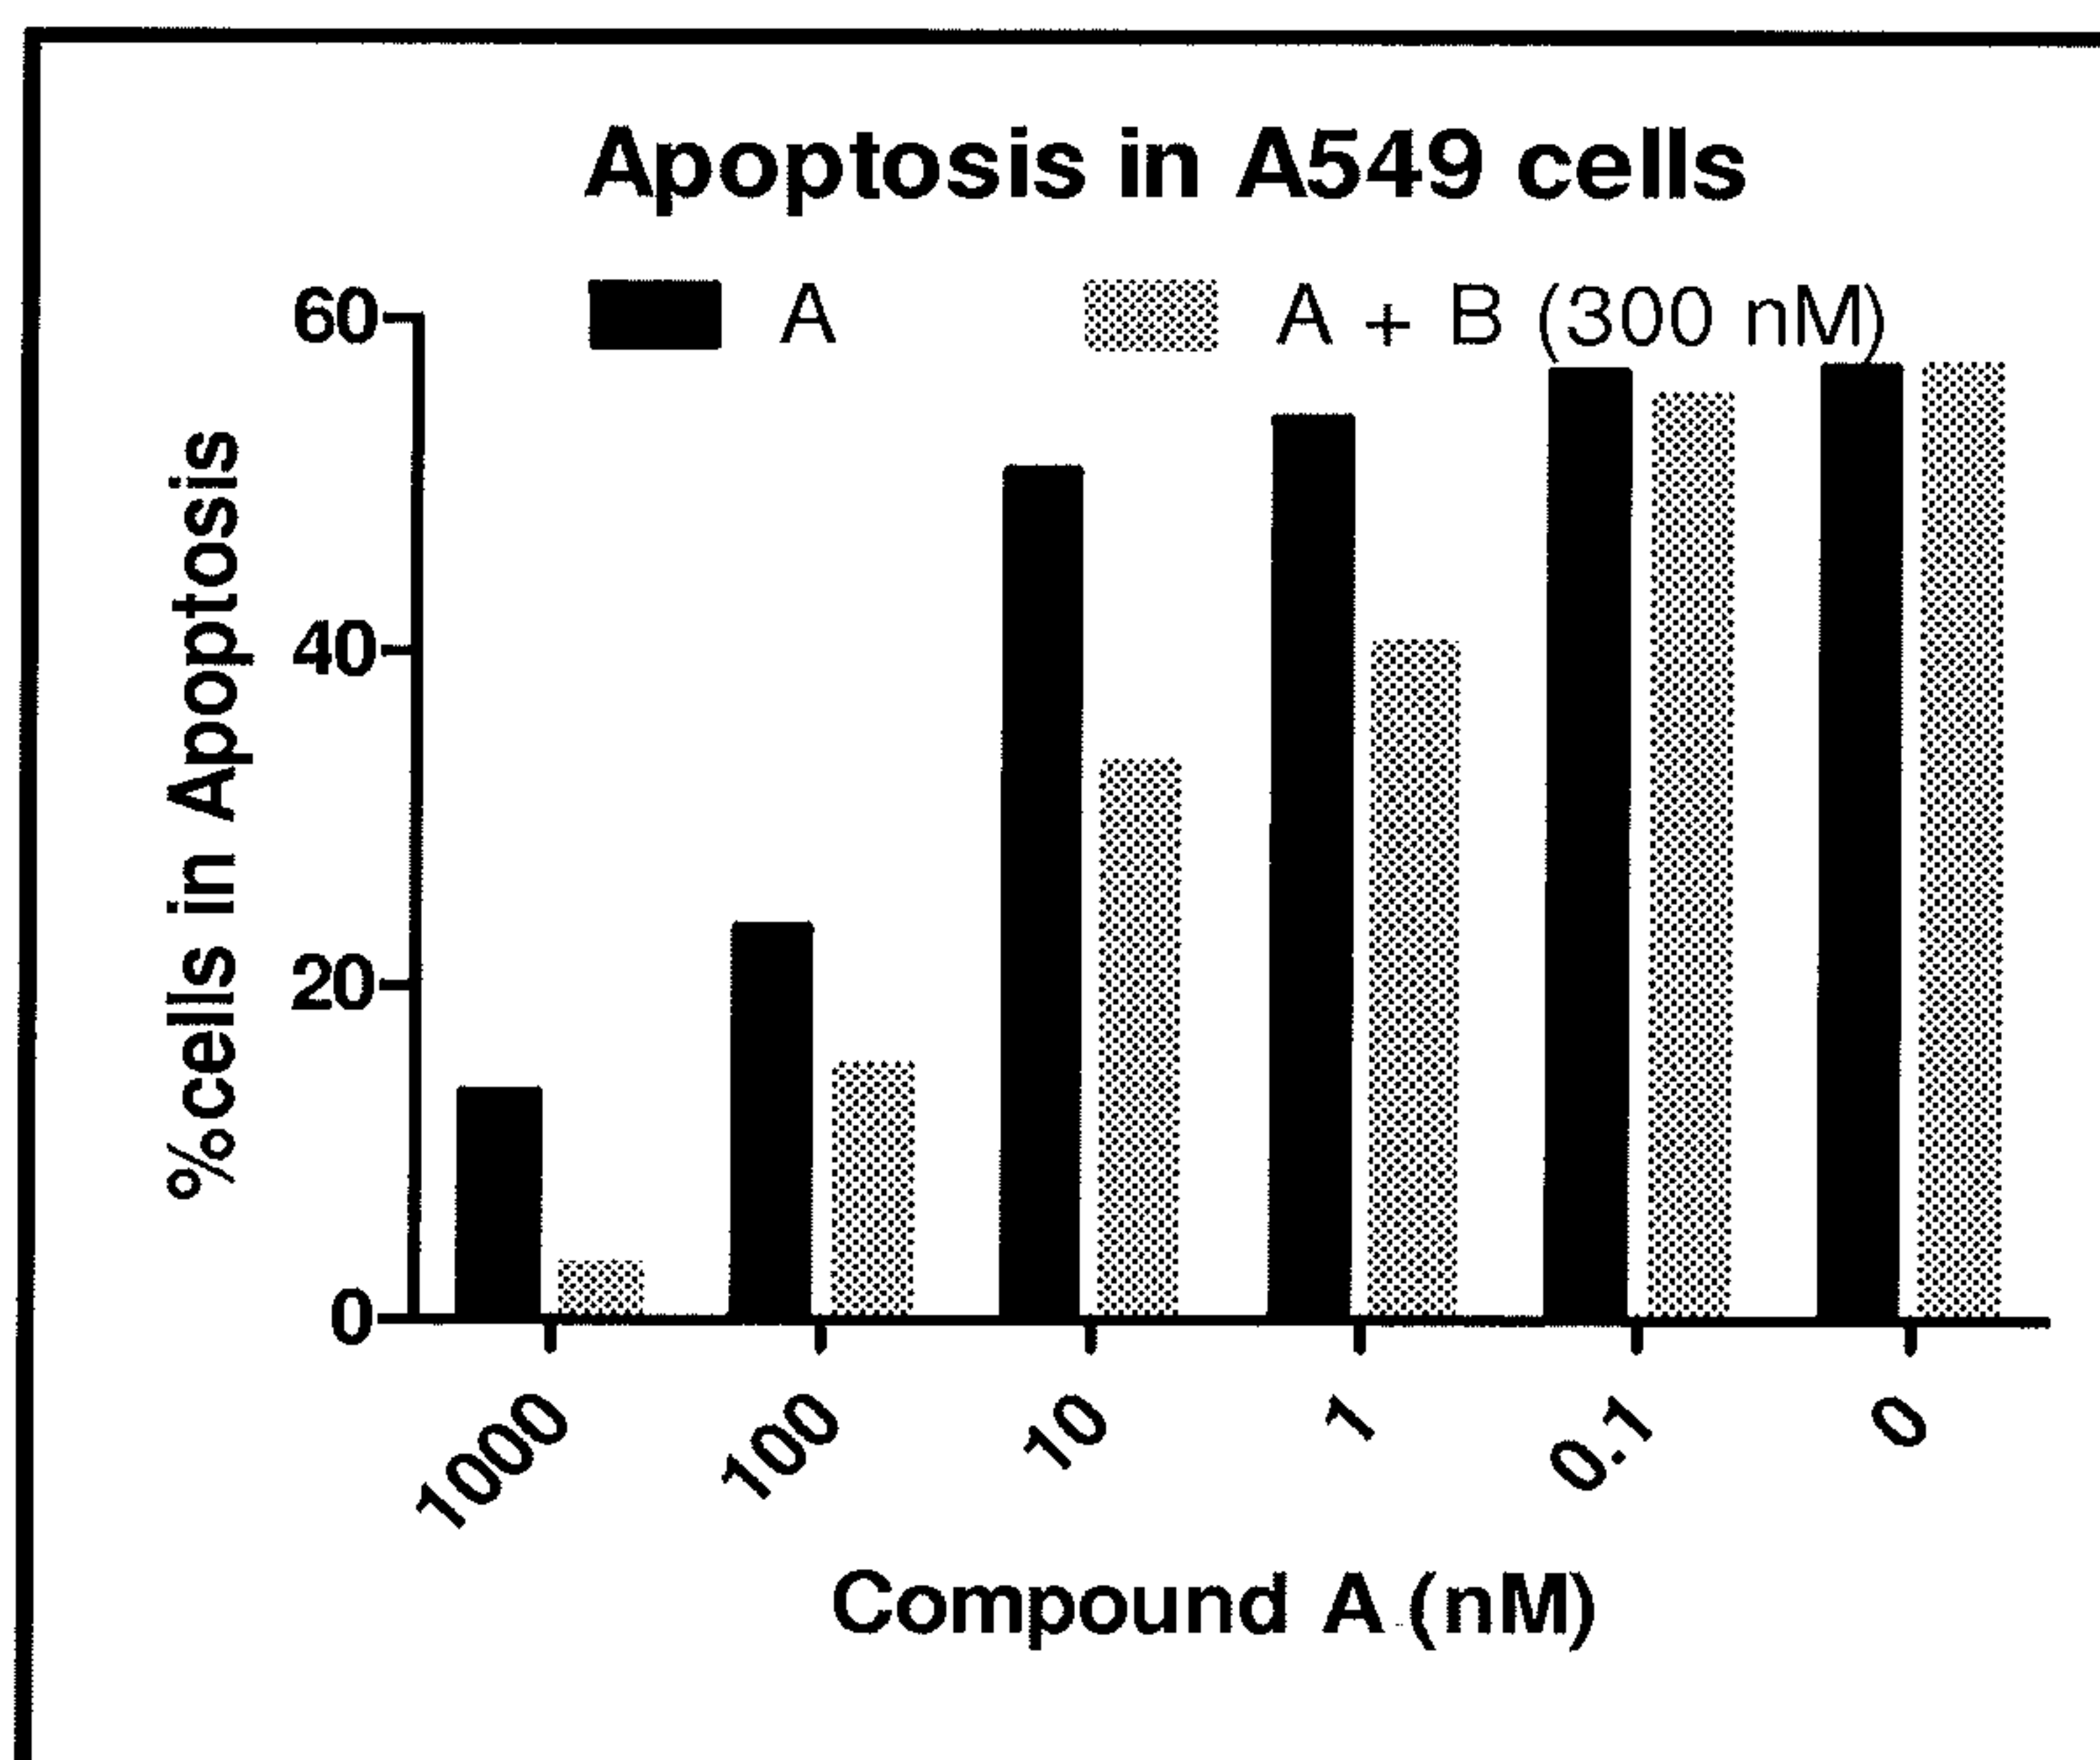 Apoptosis in A549 cells
A
A + B (300 nM)
%cells in Apoptosis
60
40
20
0
1000
100
10
1
0.1
0
Compound A (nM)